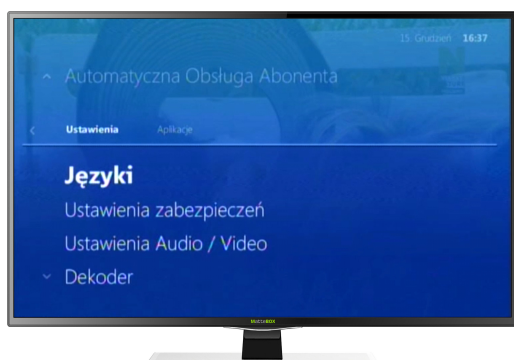 15. Grudzień 16:37
Automatyczna Obsługa Abonenta
Ustawienia Aplikacje
Języki
Ustawienia zabezpieczeń
Ustawienia Audio / Video
Dekoder